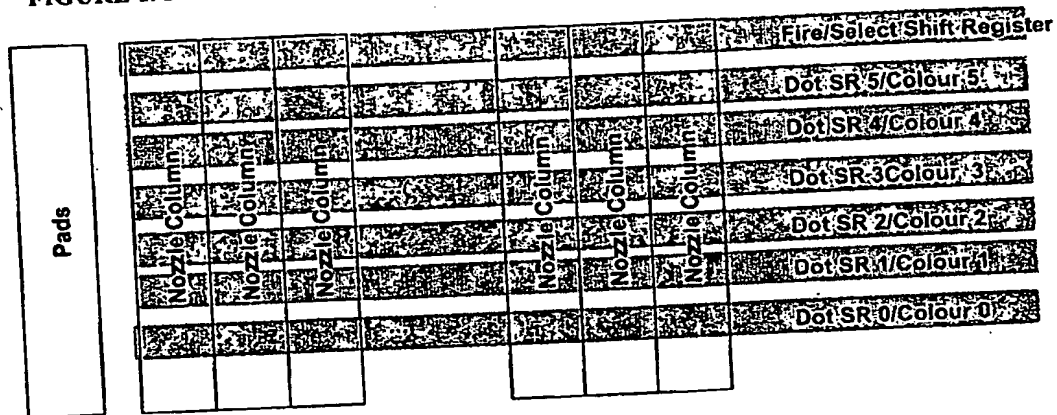 Fire/Select Shift Register
Dot SR 5/Colour 5
Dot SR 4/Colour 4
Dot SR 3Colour 3
Dot SR 2/Colour 2
Dot SR 1/Colour 1
Dot SR 0/Colour 0
Pads
Nozzle Column
Nozzle Column
Nozzle Column
Nozzle Column
Nozzle Column
Nozzle Column